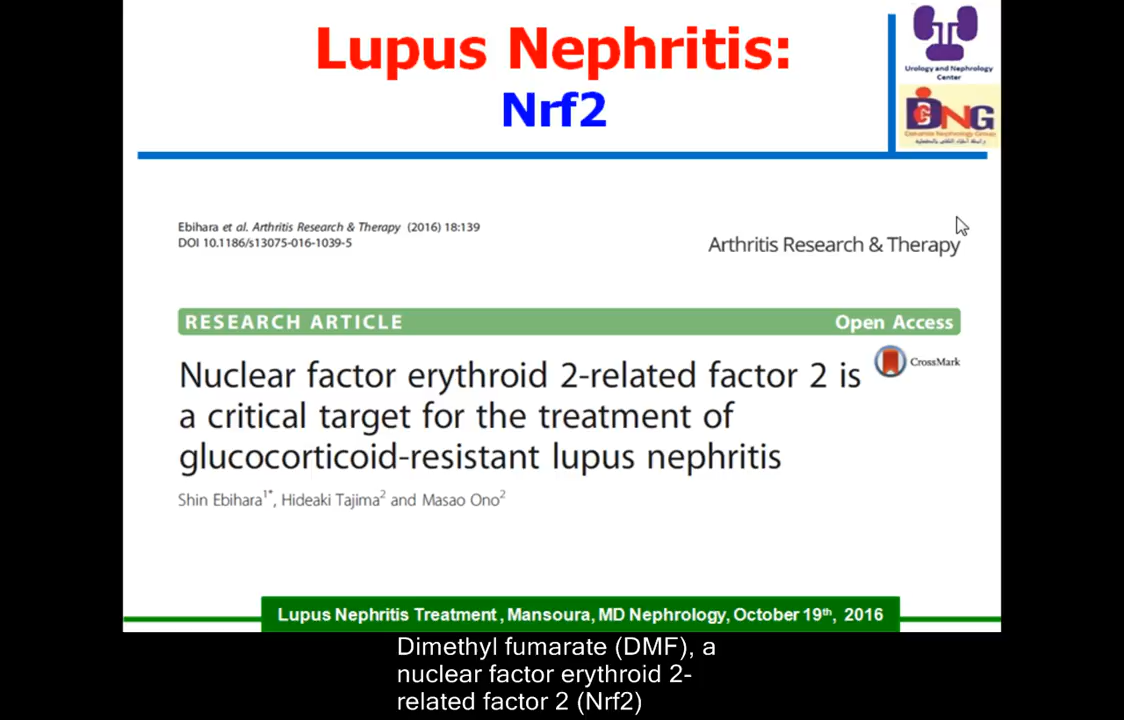 Lupus Nephritis:
Nrf2
Urology and Nephrology
Center
DNG
Ebihara et al. Arthritis Research & Therapy (2016) 18:139
DOI 10.1186/s13075-016-1039-5
Arthritis Research & Therapy
RESEARCH ARTICLE
Open Access
CrossMark
Nuclear factor erythroid 2-related factor 2 is
a critical target for the treatment of
glucocorticoid-resistant lupus nephritis
Shin Ebihara1*, Hideaki Tajima2 and Masao Ono2
Lupus Nephritis Treatment, Mansoura, MD Nephrology, October 19th, 2016
Dimethyl fumarate (DMF), a
nuclear factor erythroid 2-
related factor 2 (Nrf2)